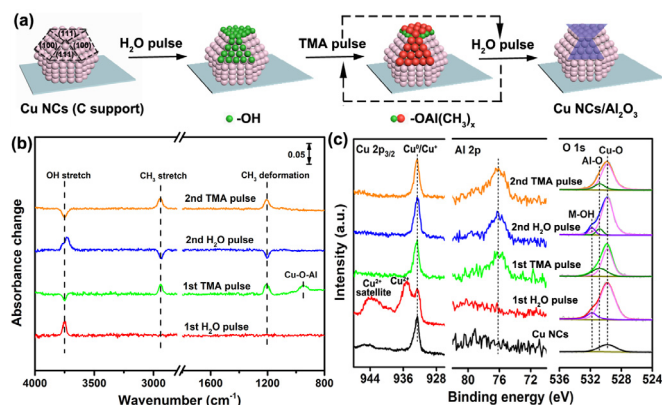 (a)
(111)
(100)
(100)
(111)
H₂O pulse
TMA pulse
H₂O pulse
Cu NCs (C support)
-OH
-OAl(CH₃)ₓ
Cu NCs/Al₂O₃
(b)
OH stretch
CH₃ stretch
CH₃ deformation
0.05
2nd TMA pulse
2nd H₂O pulse
Cu-O-Al
1st TMA pulse
1st H₂O pulse
Absorbance change
4000
3500
3000
1600
1200
800
Wavenumber (cm⁻¹)
(c)
Cu 2p₃/₂
Cu⁰/Cu⁺
Al 2p
O 1s
Al-O
Cu-O
2nd TMA pulse
M-OH
2nd H₂O pulse
1st TMA pulse
Cu²⁺
satellite
Cu²⁺
1st H₂O pulse
Cu NCs
Intensity (a.u.)
944
936
928
80
76
72
536
532
528
524
Binding energy (eV)